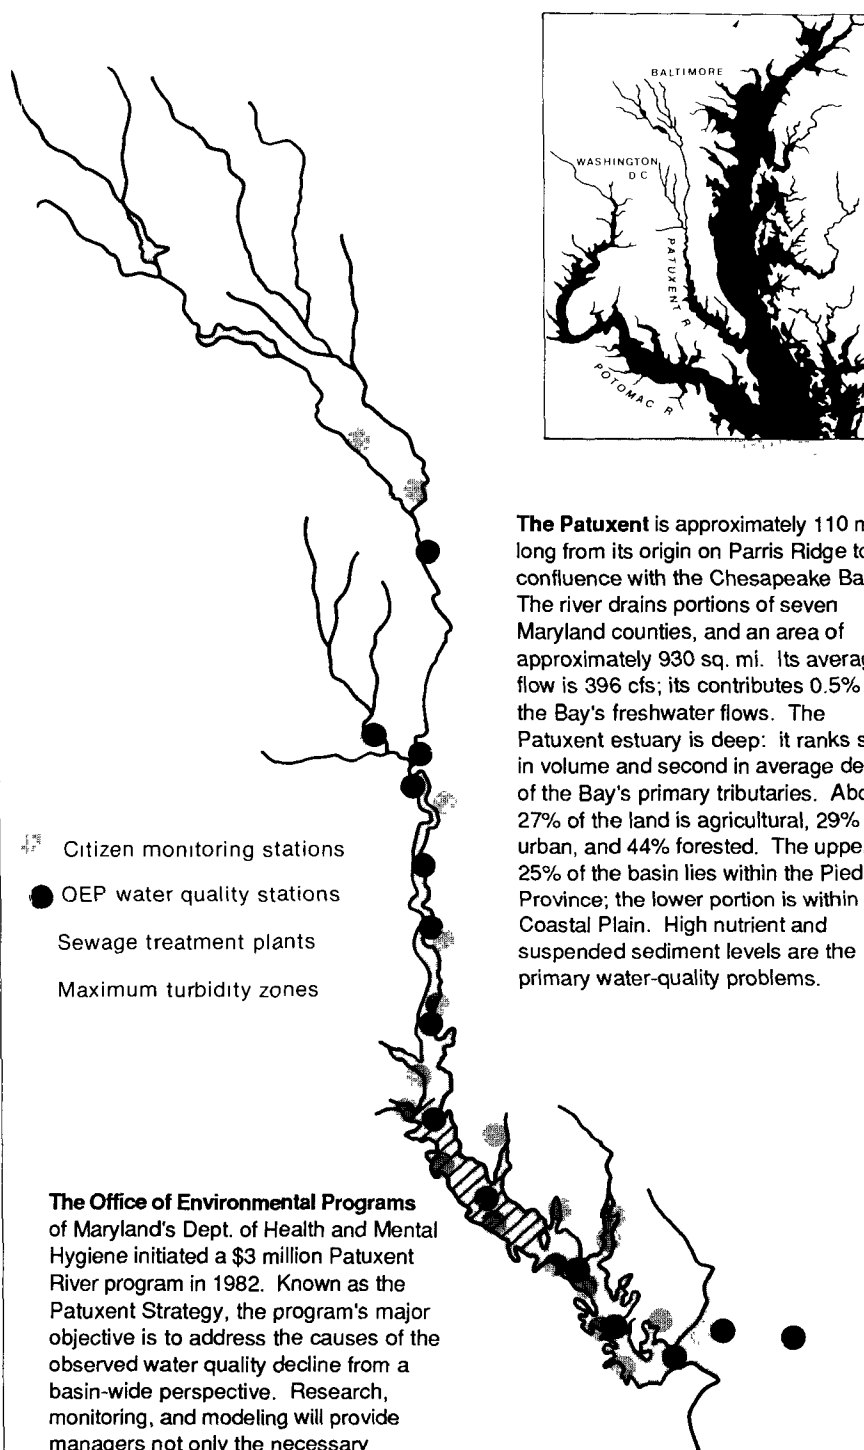 BALTIMORE
WASHINGTON
D C
PATUXENT R
POTOMAC R
The Patuxent is approximately 110 m
long from its origin on Parris Ridge to
confluence with the Chesapeake Ba
The river drains portions of seven
Maryland counties, and an area of
approximately 930 sq. mi. Its averag
flow is 396 cfs; its contributes 0.5%
the Bay's freshwater flows. The
Patuxent estuary is deep: it ranks s
in volume and second in average de
of the Bay's primary tributaries. Abo
27% of the land is agricultural, 29%
urban, and 44% forested. The uppe
25% of the basin lies within the Pied
Province; the lower portion is within
Coastal Plain. High nutrient and
suspended sediment levels are the
primary water-quality problems.
Citizen monitoring stations
OEP water quality stations
Sewage treatment plants
Maximum turbidity zones
The Office of Environmental Programs
of Maryland's Dept. of Health and Mental
Hygiene initiated a $3 million Patuxent
River program in 1982. Known as the
Patuxent Strategy, the program's major
objective is to address the causes of the
observed water quality decline from a
basin-wide perspective. Research,
monitoring, and modeling will provide
managers not only the necessary